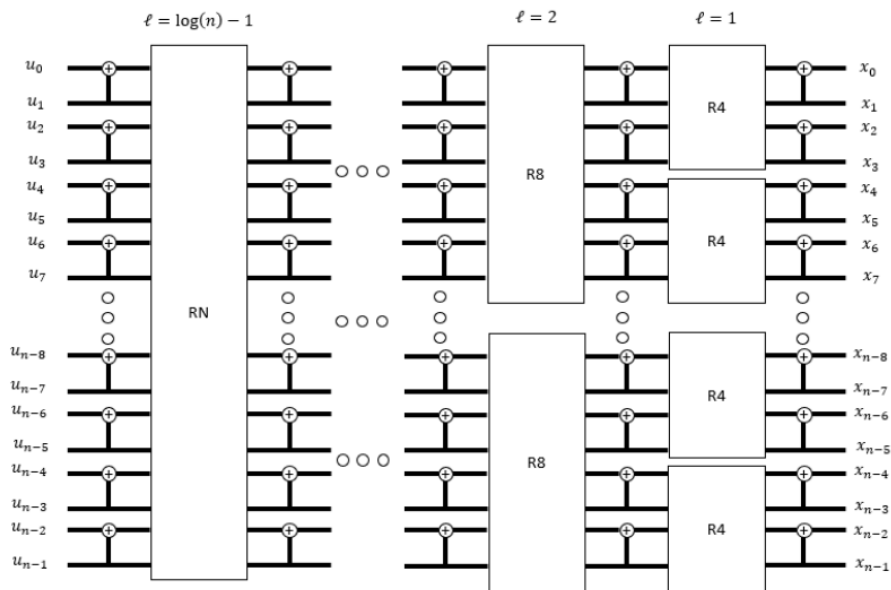 ℓ = log(n) − 1
ℓ = 2
ℓ = 1
u₀
x₀
u₁
x₁
u₂
R4
x₂
u₃
x₃
u₄
R8
x₄
u₅
x₅
u₆
R4
x₆
u₇
x₇
RN
uₙ₋₈
xₙ₋₈
uₙ₋₇
R4
xₙ₋₇
uₙ₋₆
xₙ₋₆
uₙ₋₅
R8
xₙ₋₅
uₙ₋₄
xₙ₋₄
uₙ₋₃
R4
xₙ₋₃
uₙ₋₂
xₙ₋₂
uₙ₋₁
xₙ₋₁